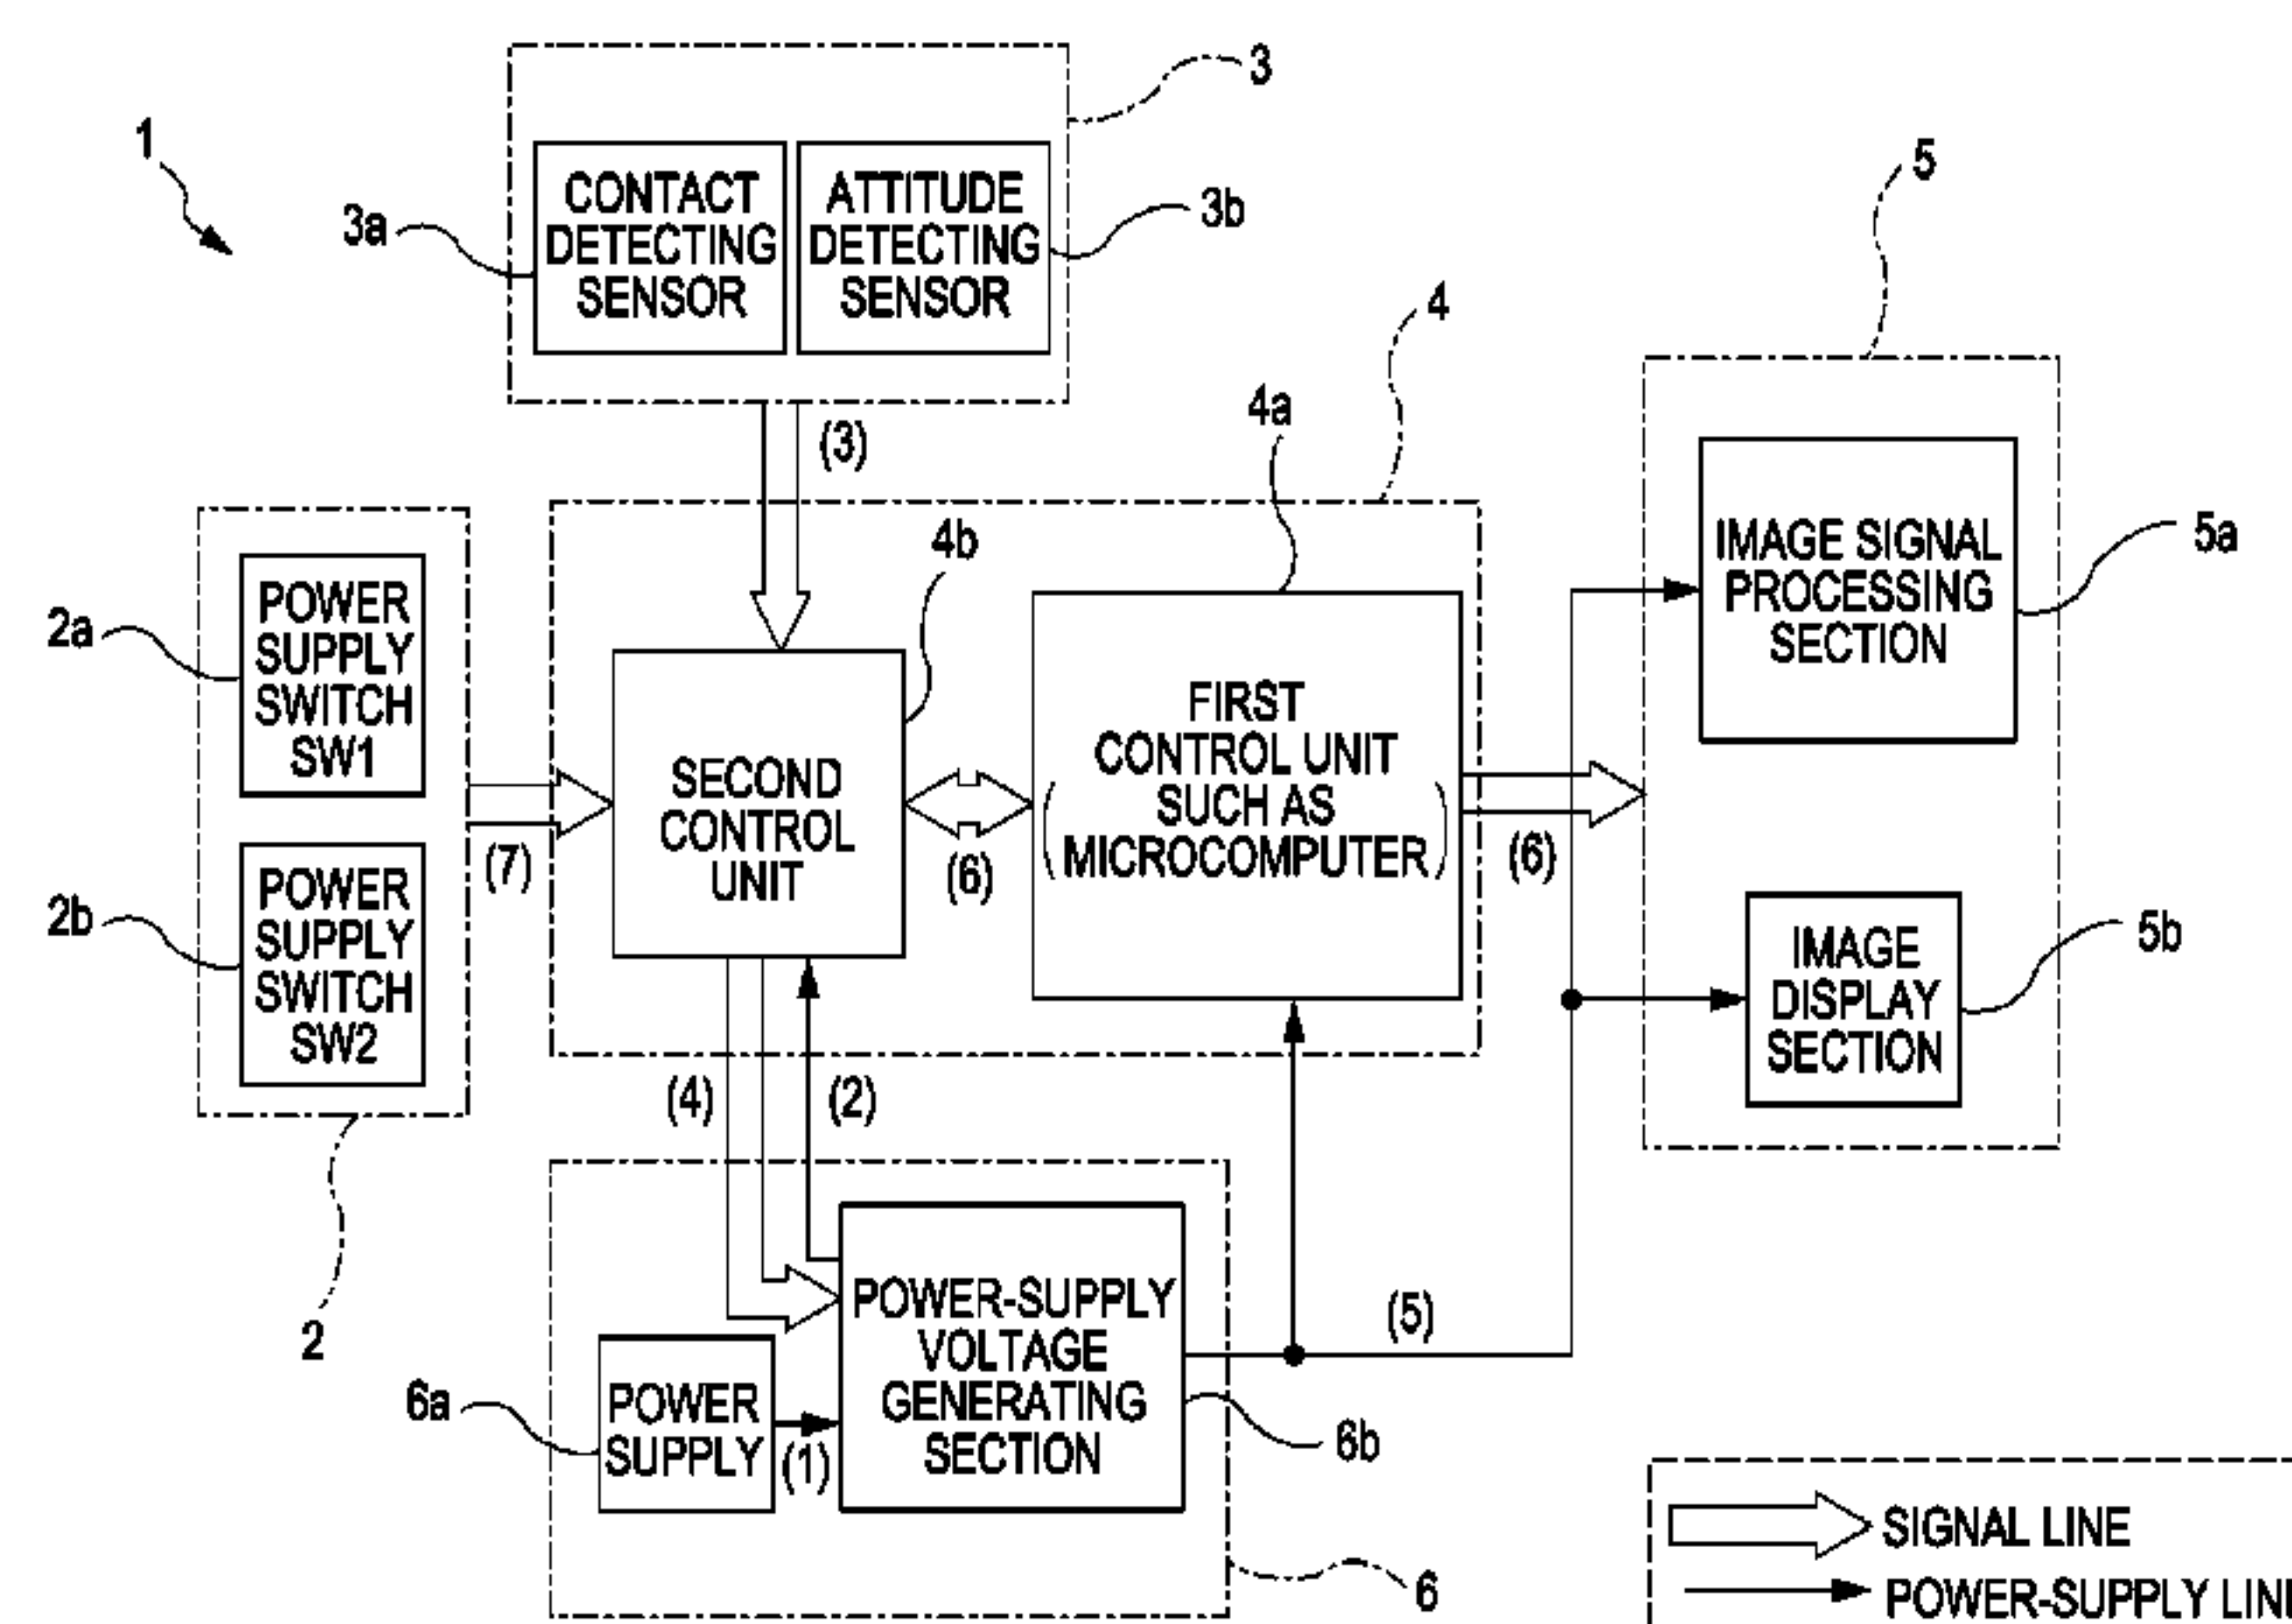 1
3
CONTACT
DETECTING
SENSOR
3a
ATTITUDE
DETECTING
SENSOR
3b
(3)
4
4a
4b
5
IMAGE SIGNAL
PROCESSING
SECTION
5a
IMAGE
DISPLAY
SECTION
5b
2a
POWER
SUPPLY
SWITCH
SW1
2b
POWER
SUPPLY
SWITCH
SW2
2
(7)
SECOND
CONTROL
UNIT
(6)
FIRST
CONTROL UNIT
( SUCH AS
MICROCOMPUTER )
(6)
(4)
(2)
6a
POWER
SUPPLY
(1)
POWER-SUPPLY
VOLTAGE
GENERATING
SECTION
6b
(5)
6
SIGNAL LINE
POWER-SUPPLY LINE